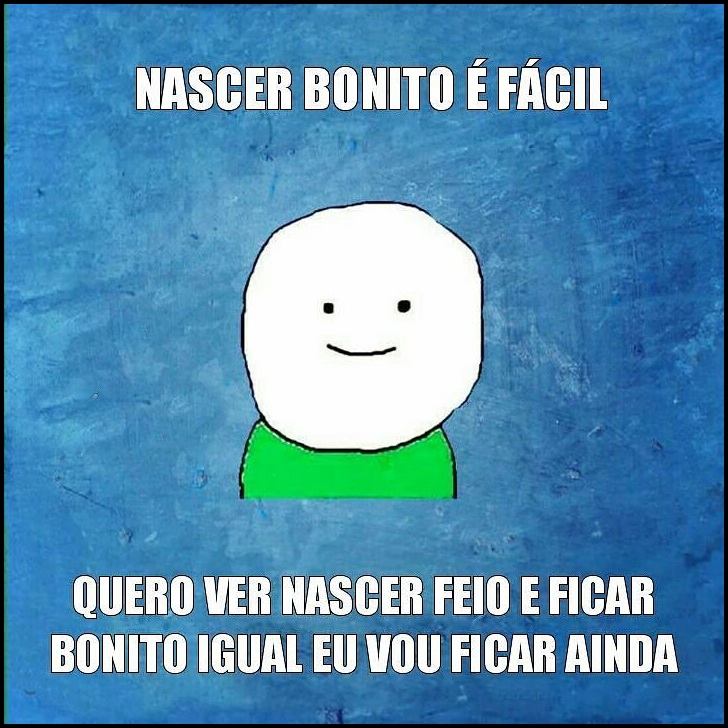 NASCER BONITO É FÁCIL
QUERO VER NASCER FEIO E FICAR
BONITO IGUAL EU VOU FICAR AINDA